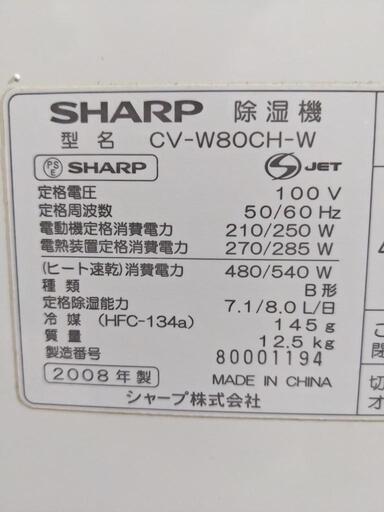 SHARP 除湿機
型名 CV-W80CH-W
PS E SHARP S JET
定格電圧 100 V
定格周波数 50/60 Hz
電動機定格消費電力 210/250 W
電熱装置定格消費電力 270/285 W
(ヒート速乾)消費電力 480/540 W
種類 B形
定格除湿能力 7.1/8.0 L/日
冷媒 (HFC-134a) 145g
質量 12.5kg
製造番号 80001194
2008年製 MADE IN CHINA
シャープ株式会社